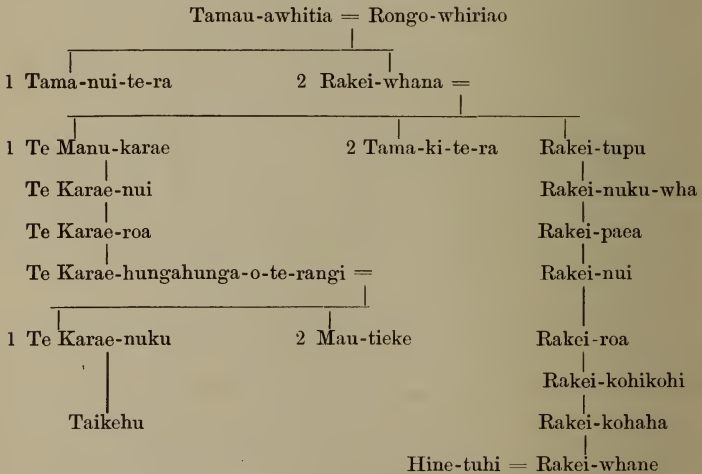 Tamau-awhitia = Rongo-whiriao
1 Tama-nui-te-ra 2 Rakei-whana =
1 Te Manu-karae 2 Tama-ki-te-ra Rakei-tupu
Te Karae-nui Rakei-nuku-wha
Te Karae-roa Rakei-paea
Te Karae-hungahunga-o-te-rangi = Rakei-nui
1 Te Karae-nuku 2 Mau-tieke Rakei-roa
Rakei-kohikohi
Taikehu Rakei-kohaha
Hine-tuhi = Rakei-whane